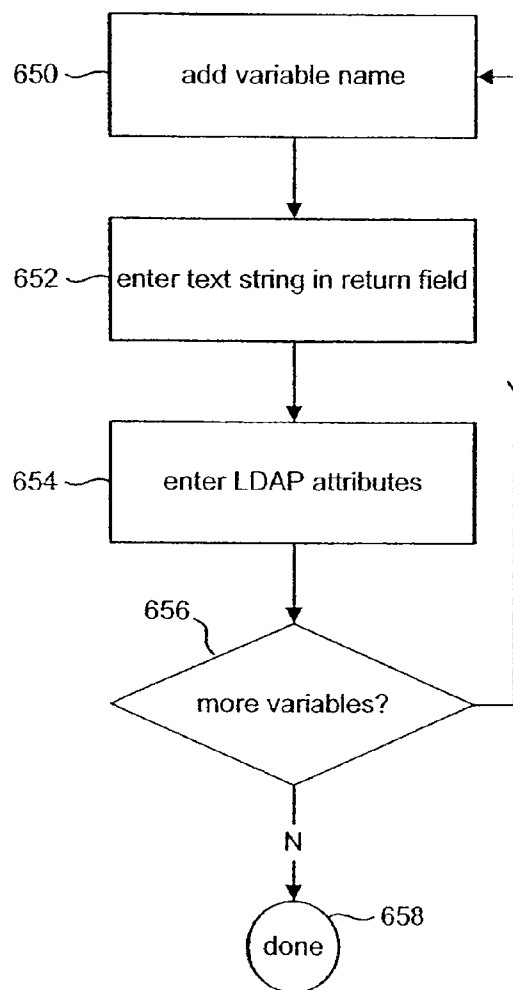 650
add variable name
652
enter text string in return field
654
enter LDAP attributes
656
more variables?
N
658
done